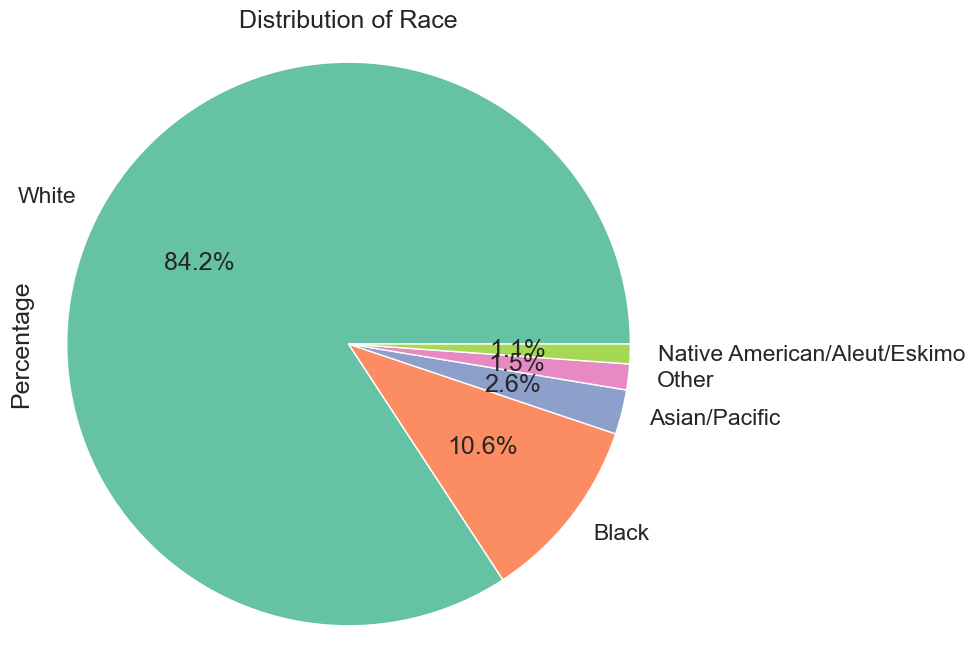 Distribution of Race
White
84.2%
Percentage
1.1%
Native American/Aleut/Eskimo
1.5%
Other
2.6%
Asian/Pacific
10.6%
Black